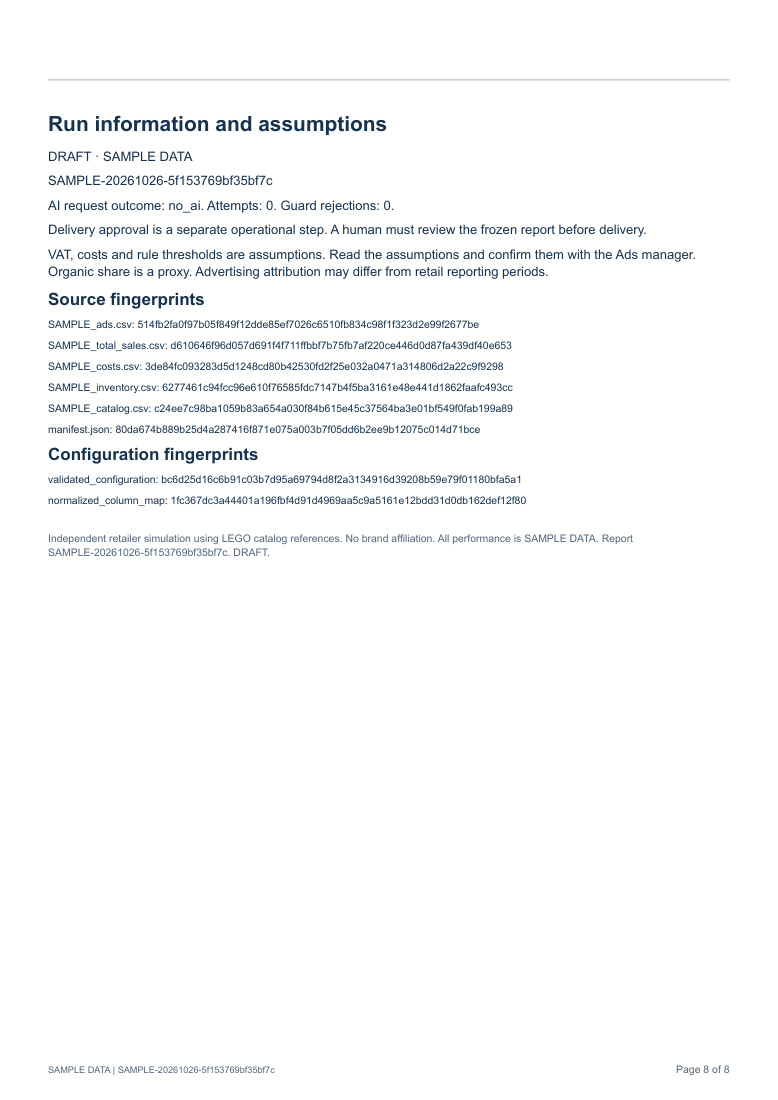 Run information and assumptions
DRAFT · SAMPLE DATA
SAMPLE-20261026-5f153769bf35bf7c
AI request outcome: no_ai. Attempts: 0. Guard rejections: 0.
Delivery approval is a separate operational step. A human must review the frozen report before delivery.
VAT, costs and rule thresholds are assumptions. Read the assumptions and confirm them with the Ads manager.
Organic share is a proxy. Advertising attribution may differ from retail reporting periods.
Source fingerprints
SAMPLE_ads.csv: 514fb2fa0f97b05f849f12dde85ef7026c6510fb834c98f1f323d2e99f2677be
SAMPLE_total_sales.csv: d610646f96d057d691f4f711ffbbf7b75fb7af220ce446d0d87fa439df40e653
SAMPLE_costs.csv: 3de84fc093283d5d1248cd80b42530fd2f25e032a0471a314806d2a22c9f9298
SAMPLE_inventory.csv: 6277461c94fcc96e610f76585fdc7147b4f5ba3161e48e441d1862faafc493cc
SAMPLE_catalog.csv: c24ee7c98ba1059b83a654a030f84b615e45c37564ba3e01bf549f0fab199a89
manifest.json: 80da674b889b25d4a287416f871e075a003b7f05dd6b2ee9b12075c014d71bce
Configuration fingerprints
validated_configuration: bc6d25d16c6b91c03b7d95a69794d8f2a3134916d39208b59e79f01180bfa5a1
normalized_column_map: 1fc367dc3a44401a196fbf4d91d4969aa5c9a5161e12bdd31d0db162def12f80
Independent retailer simulation using LEGO catalog references. No brand affiliation. All performance is SAMPLE DATA. Report
SAMPLE-20261026-5f153769bf35bf7c. DRAFT.
SAMPLE DATA | SAMPLE-20261026-5f153769bf35bf7c
Page 8 of 8